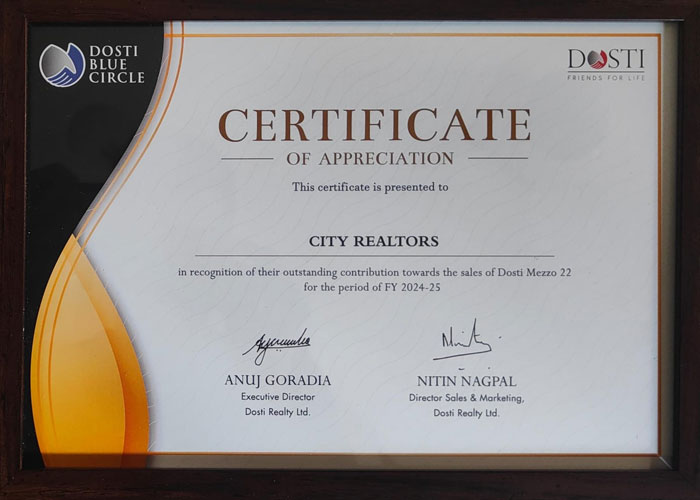 DOSTI
BLUE
CIRCLE
DOSTI
FRIENDS FOR LIFE
CERTIFICATE
OF APPRECIATION
This certificate is presented to
CITY REALTORS
in recognition of their outstanding contribution towards the sales of Dosti Mezzo 22
for the period of FY 2024-25
ANUJ GORADIA
Executive Director
Dosti Realty Ltd.
NITIN NAGPAL
Director Sales & Marketing,
Dosti Realty Ltd.